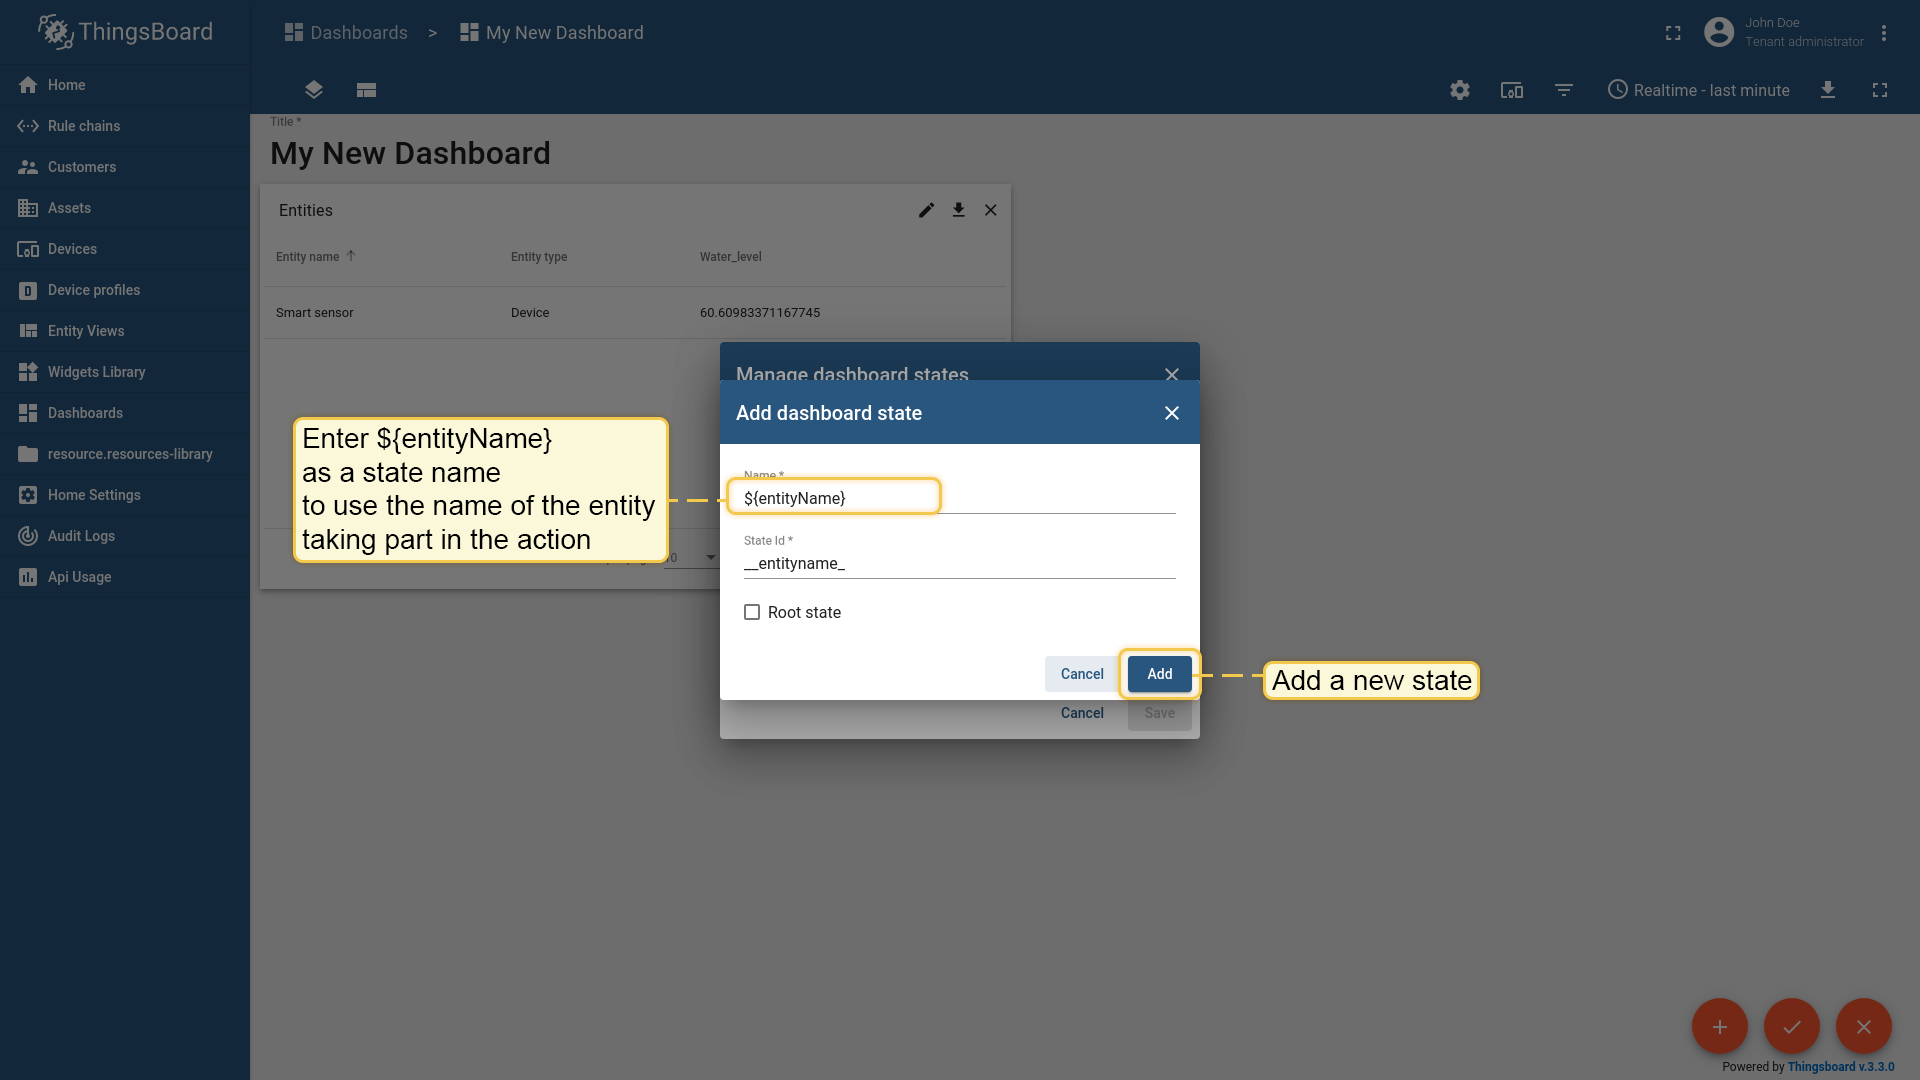 ThingsBoard
Dashboards > My New Dashboard
John Doe
Tenant administrator
Home
Rule chains
Customers
Assets
Devices
Device profiles
Entity Views
Widgets Library
Dashboards
resource.resources-library
Home Settings
Audit Logs
Api Usage
Realtime - last minute
Title *
My New Dashboard
Entities
Entity name Entity type Water_level
Smart sensor Device 60.60983371167745
Manage dashboard states
Add dashboard state
Enter ${entityName}
as a state name
to use the name of the entity
taking part in the action
Name *
${entityName}
State Id *
__entityname_
Root state
Cancel Add
Add a new state
Cancel Save
Powered by Thingsboard v.3.3.0